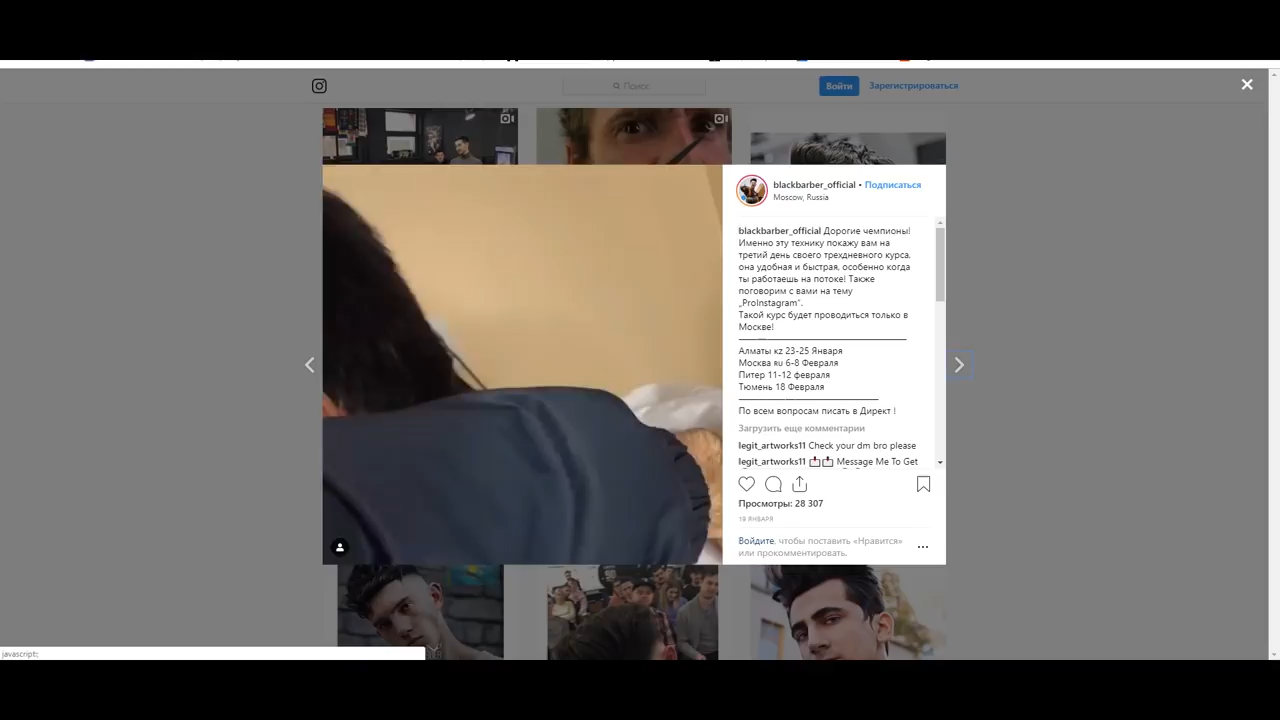 Поиск
Войти
Зарегистрироваться
blackbarber_official • Подписаться
Moscow, Russia
blackbarber_official Дорогие чемпионы!
Именно эту технику покажу вам на
третий день своего трехдневного курса,
она удобная и быстрая, особенно когда
ты работаешь на потоке! Также
поговорим с вами на тему
„ProInstagram“.
Такой курс будет проводиться только в
Москве!
Алматы ĸz 23-25 Января
Москва ʀu 6-8 Февраля
Питер 11-12 февраля
Тюмень 18 Февраля
По всем вопросам писать в Директ !
Загрузить еще комментарии
legit_artworks11 Check your dm bro please
legit_artworks11 📩📩 Message Me To Get
Просмотры: 28 307
19 ЯНВАРЯ
Войдите, чтобы поставить «Нравится»
или прокомментировать.
javascript:;